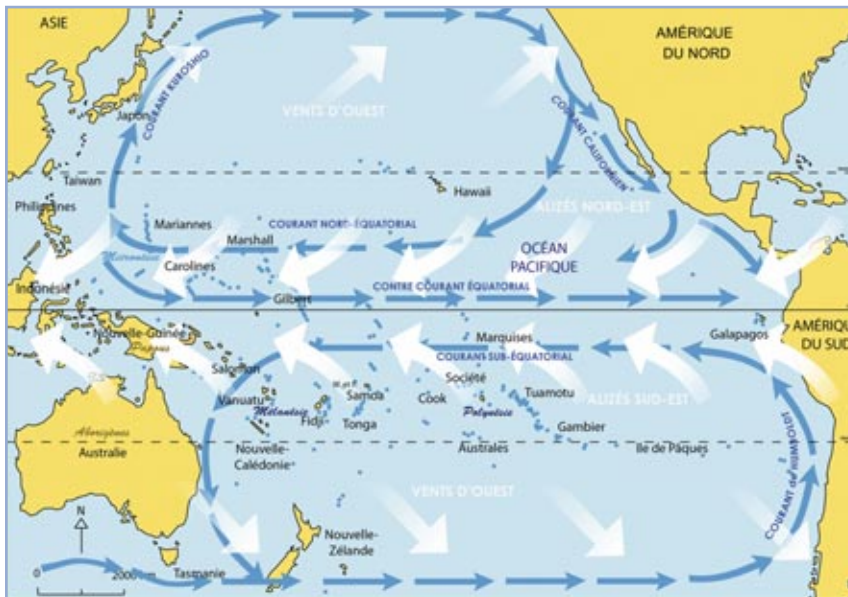 ASIE
AMÉRIQUE
DU NORD
COURANT KUROSHIO
Japon
VENTS D'OUEST
COURANT CALIFORNIEN
Taiwan
Hawaii
Philippines
ALIZÉS NORD-EST
Mariannes
COURANT NORD-ÉQUATORIAL
Marshall
OCÉAN
PACIFIQUE
Micronésie
Carolines
Indonésie
CONTRE COURANT ÉQUATORIAL
Gilbert
Nouvelle-Guinée
Papous
Marquises
Galapagos
AMÉRIQUE
DU SUD
COURANT SUB-ÉQUATORIAL
Salomon
Société
Vanuatu
Mélanésie
Fidji
Samoa
Tonga
Cook
Polynésie
Tuamotu
ALIZÉS SUD-EST
Gambier
Aborigènes
Australie
Nouvelle-
Calédonie
Australes
Ile de Pâques
COURANT de HUMBOLDT
VENTS D'OUEST
N
Nouvelle-
Zélande
0
Tasmanie